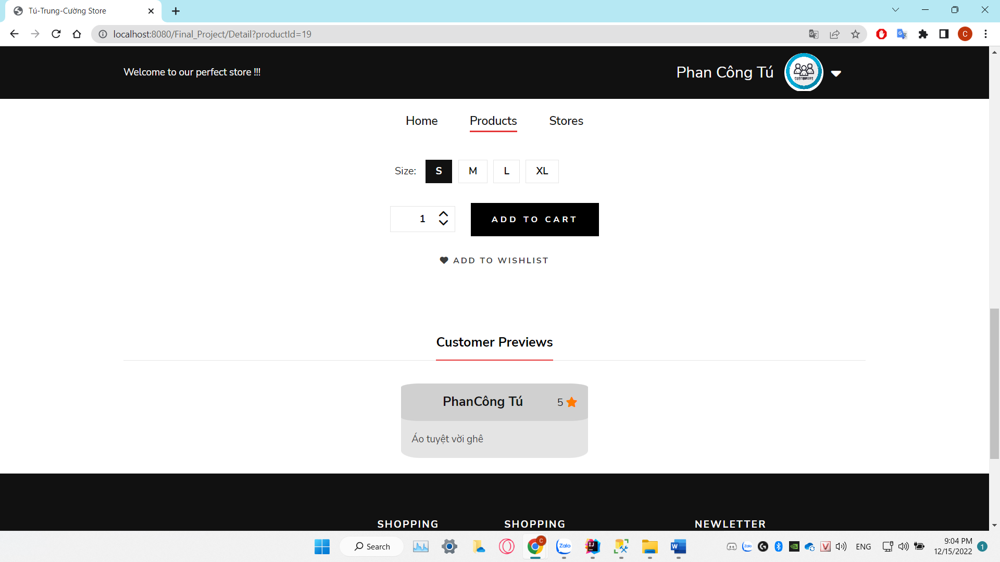 Tú-Trung-Cường Store
localhost:8080/Final_Project/Detail?productId=19
C
Welcome to our perfect store !!!
Phan Công Tú
CUSTOMERS
Home Products Stores
Size: S M L XL
1
ADD TO CART
ADD TO WISHLIST
Customer Previews
PhanCông Tú 5
Áo tuyệt vời ghê
SHOPPING SHOPPING NEWLETTER
Search
C
Zalo
IJ
W
Zalo
G
V
ENG
9:04 PM
12/15/2022
1